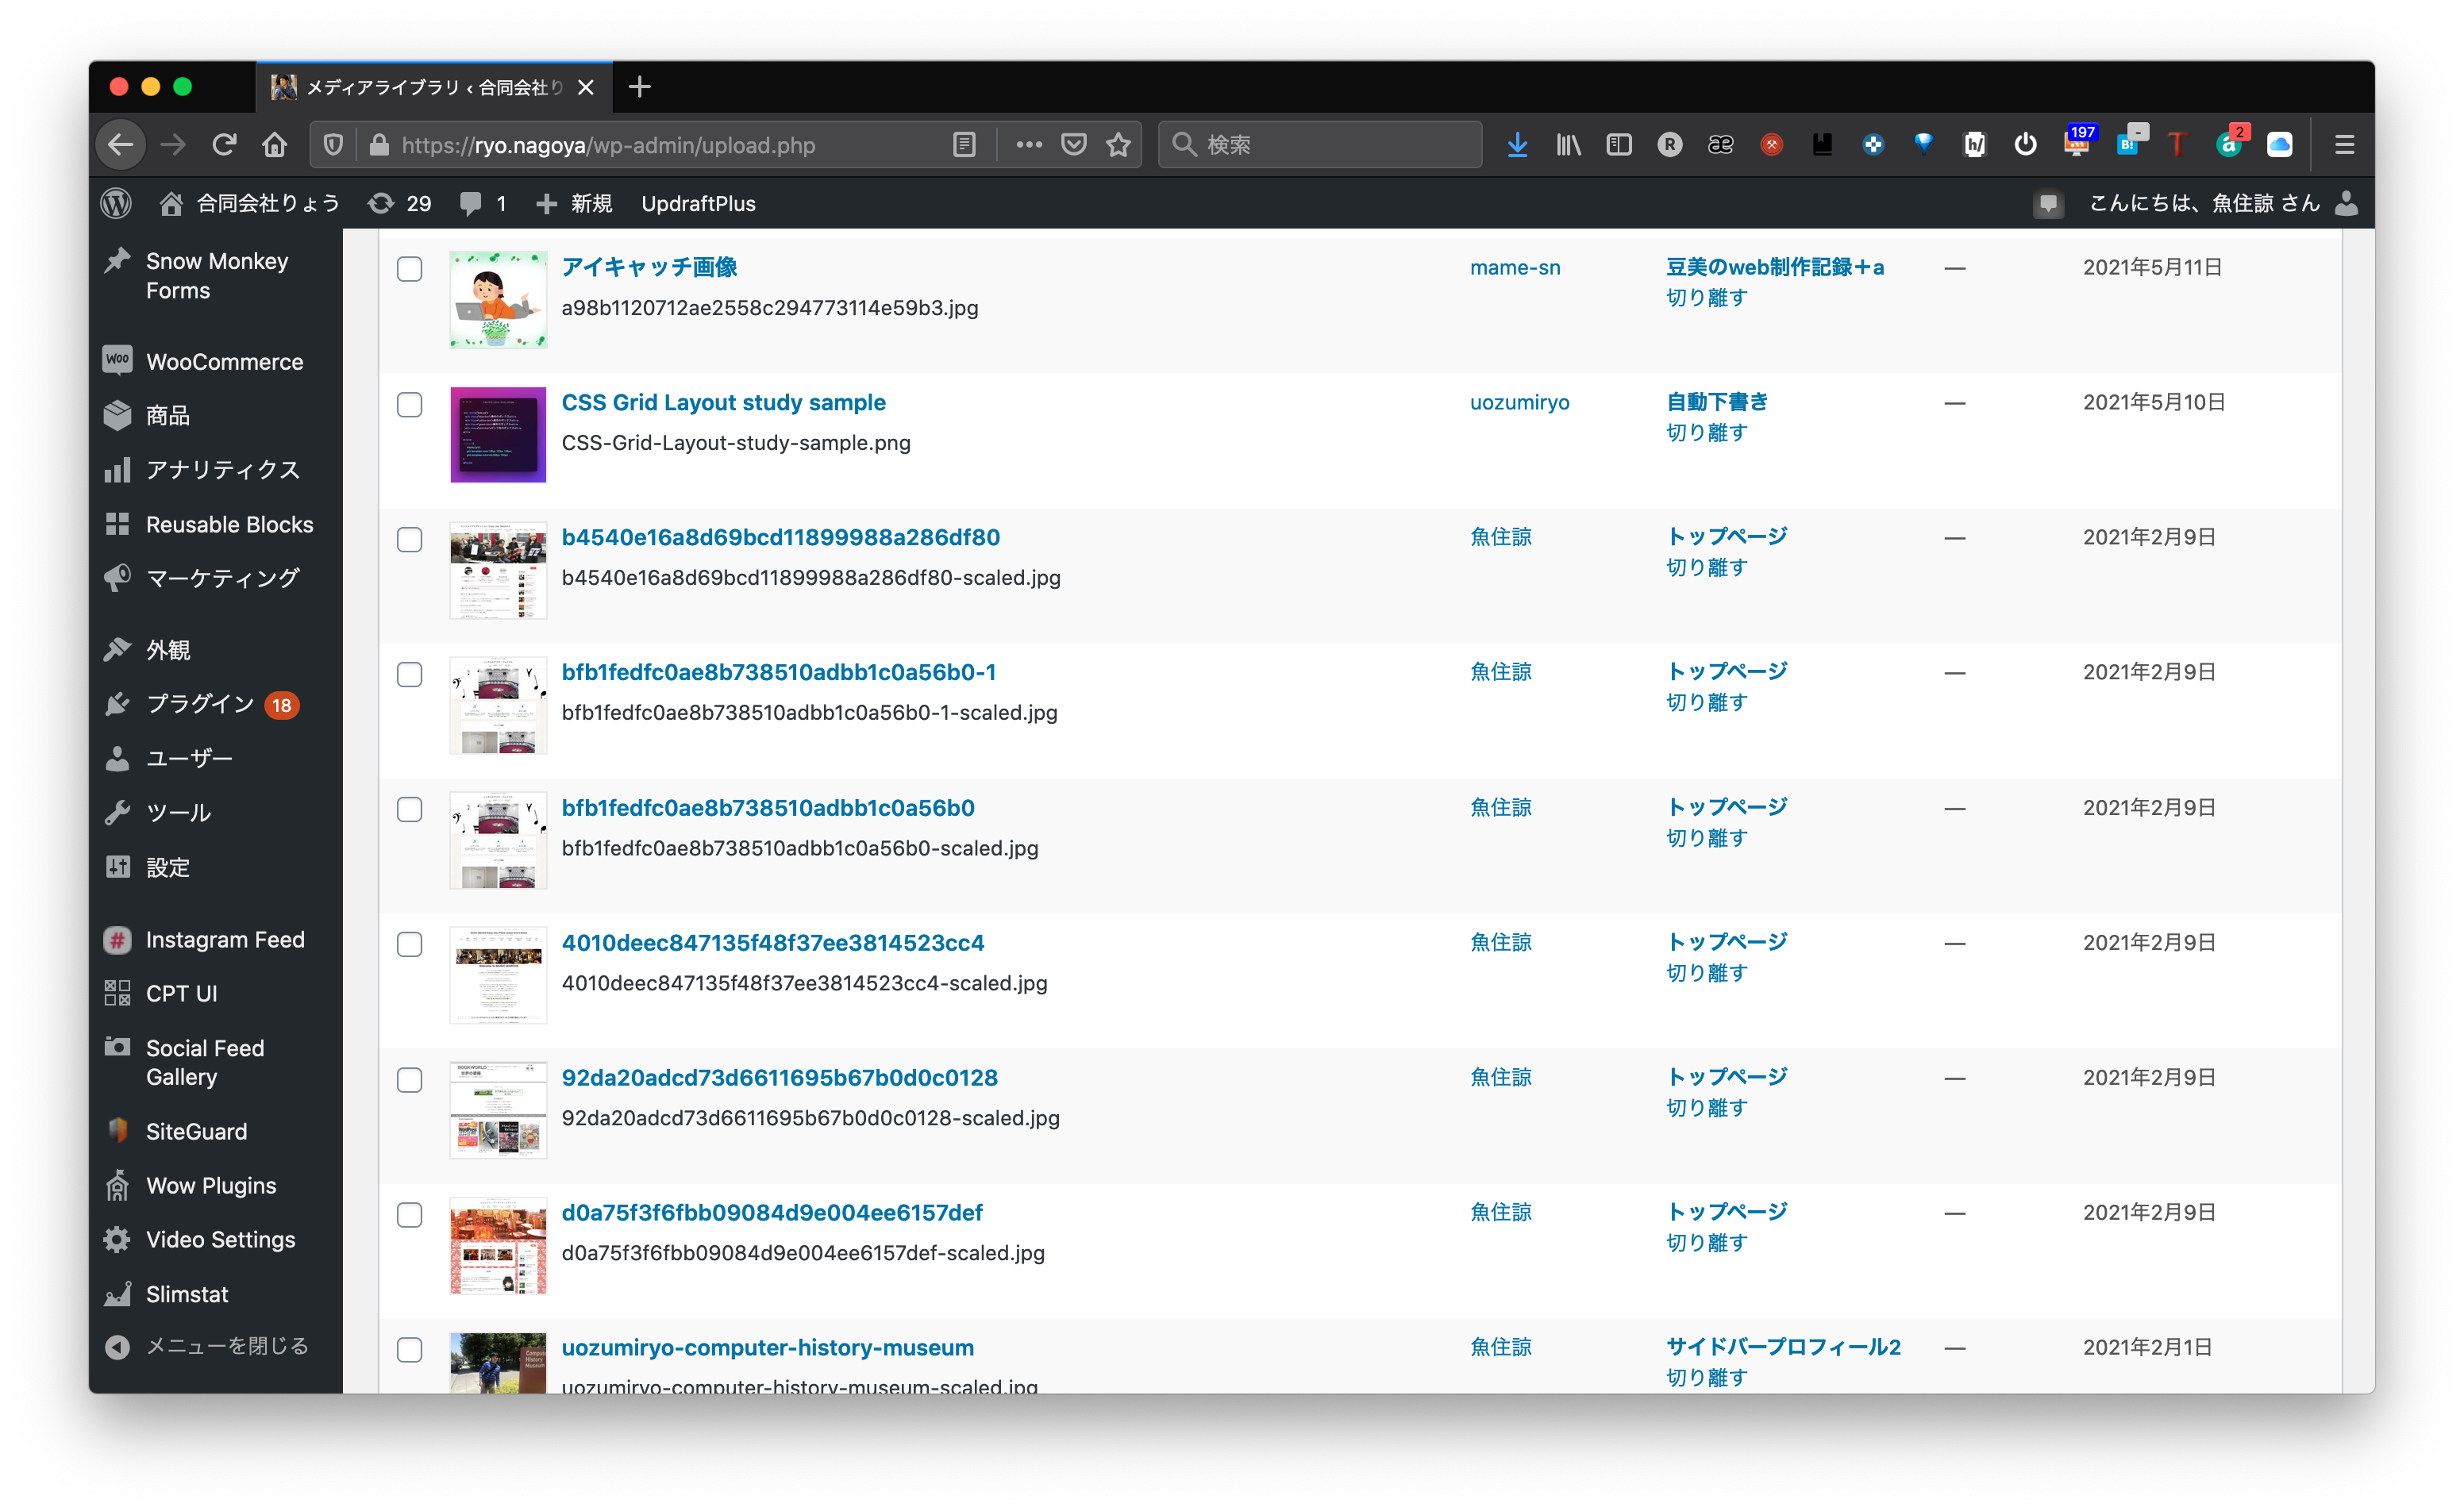 メディアライブラリ ‹ 合同会社り
https://ryo.nagoya/wp-admin/upload.php
検索
197
2
合同会社りょう
29
1
新規
UpdraftPlus
こんにちは、魚住諒 さん
Snow Monkey
Forms
WooCommerce
商品
アナリティクス
Reusable Blocks
マーケティング
外観
プラグイン 18
ユーザー
ツール
設定
Instagram Feed
CPT UI
Social Feed
Gallery
SiteGuard
Wow Plugins
Video Settings
Slimstat
メニューを閉じる
アイキャッチ画像
a98b1120712ae2558c294773114e59b3.jpg
mame-sn
豆美のweb制作記録＋a
切り離す
—
2021年5月11日
CSS Grid Layout study sample
CSS-Grid-Layout-study-sample.png
uozumiryo
自動下書き
切り離す
—
2021年5月10日
b4540e16a8d69bcd11899988a286df80
b4540e16a8d69bcd11899988a286df80-scaled.jpg
魚住諒
トップページ
切り離す
—
2021年2月9日
bfb1fedfc0ae8b738510adbb1c0a56b0-1
bfb1fedfc0ae8b738510adbb1c0a56b0-1-scaled.jpg
魚住諒
トップページ
切り離す
—
2021年2月9日
bfb1fedfc0ae8b738510adbb1c0a56b0
bfb1fedfc0ae8b738510adbb1c0a56b0-scaled.jpg
魚住諒
トップページ
切り離す
—
2021年2月9日
4010deec847135f48f37ee3814523cc4
4010deec847135f48f37ee3814523cc4-scaled.jpg
魚住諒
トップページ
切り離す
—
2021年2月9日
92da20adcd73d6611695b67b0d0c0128
92da20adcd73d6611695b67b0d0c0128-scaled.jpg
魚住諒
トップページ
切り離す
—
2021年2月9日
d0a75f3f6fbb09084d9e004ee6157def
d0a75f3f6fbb09084d9e004ee6157def-scaled.jpg
魚住諒
トップページ
切り離す
—
2021年2月9日
uozumiryo-computer-history-museum
uozumiryo-computer-history-museum-scaled.jpg
魚住諒
サイドバープロフィール2
切り離す
—
2021年2月1日